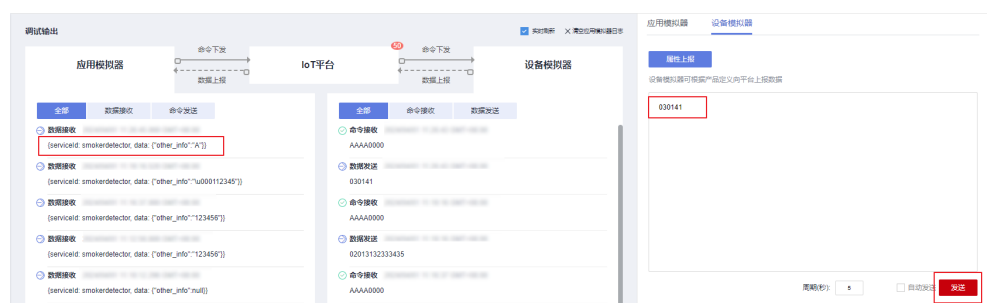 调试输出
实时刷新
清空应用模拟器日志
应用模拟器
命令下发
数据上报
IoT平台
50
命令下发
数据上报
设备模拟器
全部
数据接收
命令发送
数据接收
{serviceId: smokerdetector, data: {"other_info":"A"}}
数据接收
{serviceId: smokerdetector, data: {"other_info":"\u000112345"}}
数据接收
{serviceId: smokerdetector, data: {"other_info":"123456"}}
数据接收
{serviceId: smokerdetector, data: {"other_info":"123456"}}
数据接收
{serviceId: smokerdetector, data: {"other_info":null}}
全部
命令接收
数据发送
命令接收
AAAA0000
数据发送
030141
命令接收
AAAA0000
数据发送
02013132333435
命令接收
AAAA0000
应用模拟器
设备模拟器
属性上报
设备模拟器可根据产品定义向平台上报数据
030141
周期(秒):
5
自动发送
发送